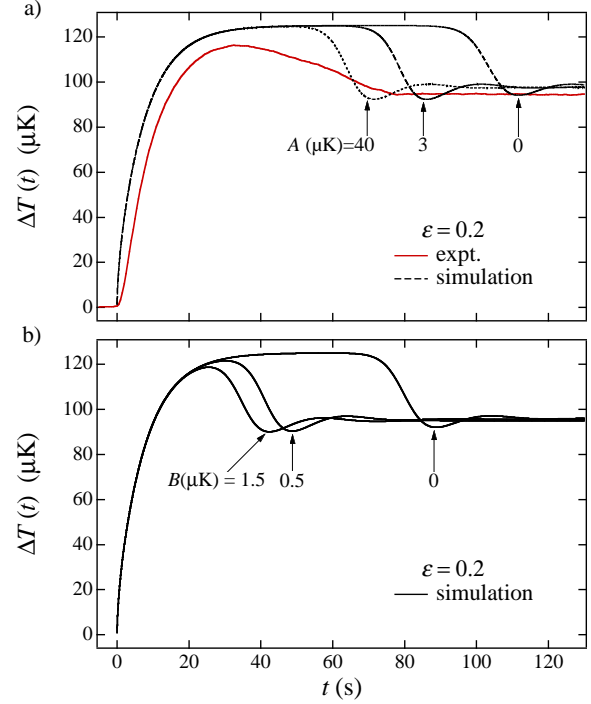 a)
120
100
80
60
40
20
0
ΔT (t) (μK)
A (μK)=40
3
0
ε = 0.2
expt.
simulation
b)
120
100
80
60
40
20
0
ΔT (t) (μK)
B(μK) = 1.5
0.5
0
ε = 0.2
simulation
0
20
40
60
80
100
120
t (s)